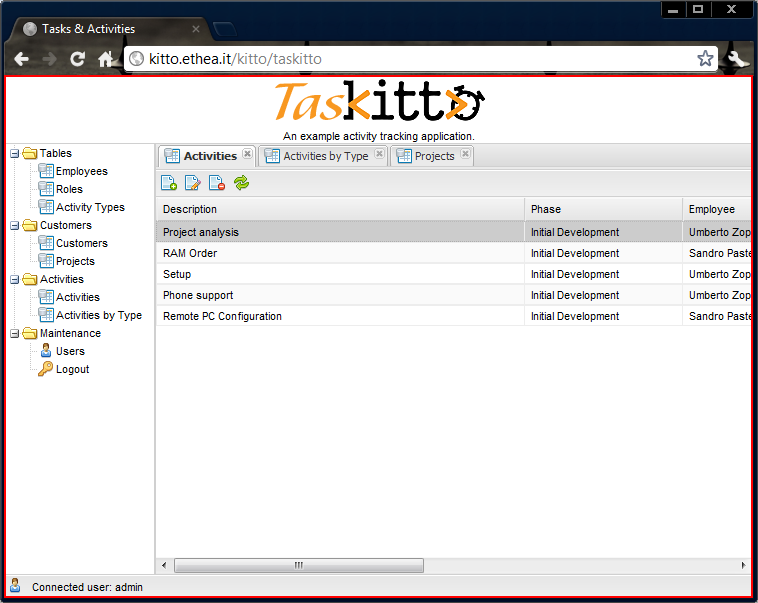 Tasks & Activities
kitto.ethea.it/kitto/taskitto
Taskitto
An example activity tracking application.
Tables
Employees
Roles
Activity Types
Customers
Customers
Projects
Activities
Activities
Activities by Type
Maintenance
Users
Logout
Activities
Activities by Type
Projects
Description Phase Employee
Project analysis Initial Development Umberto Zop
RAM Order Initial Development Sandro Paste
Setup Initial Development Umberto Zop
Phone support Initial Development Umberto Zop
Remote PC Configuration Initial Development Sandro Paste
Connected user: admin